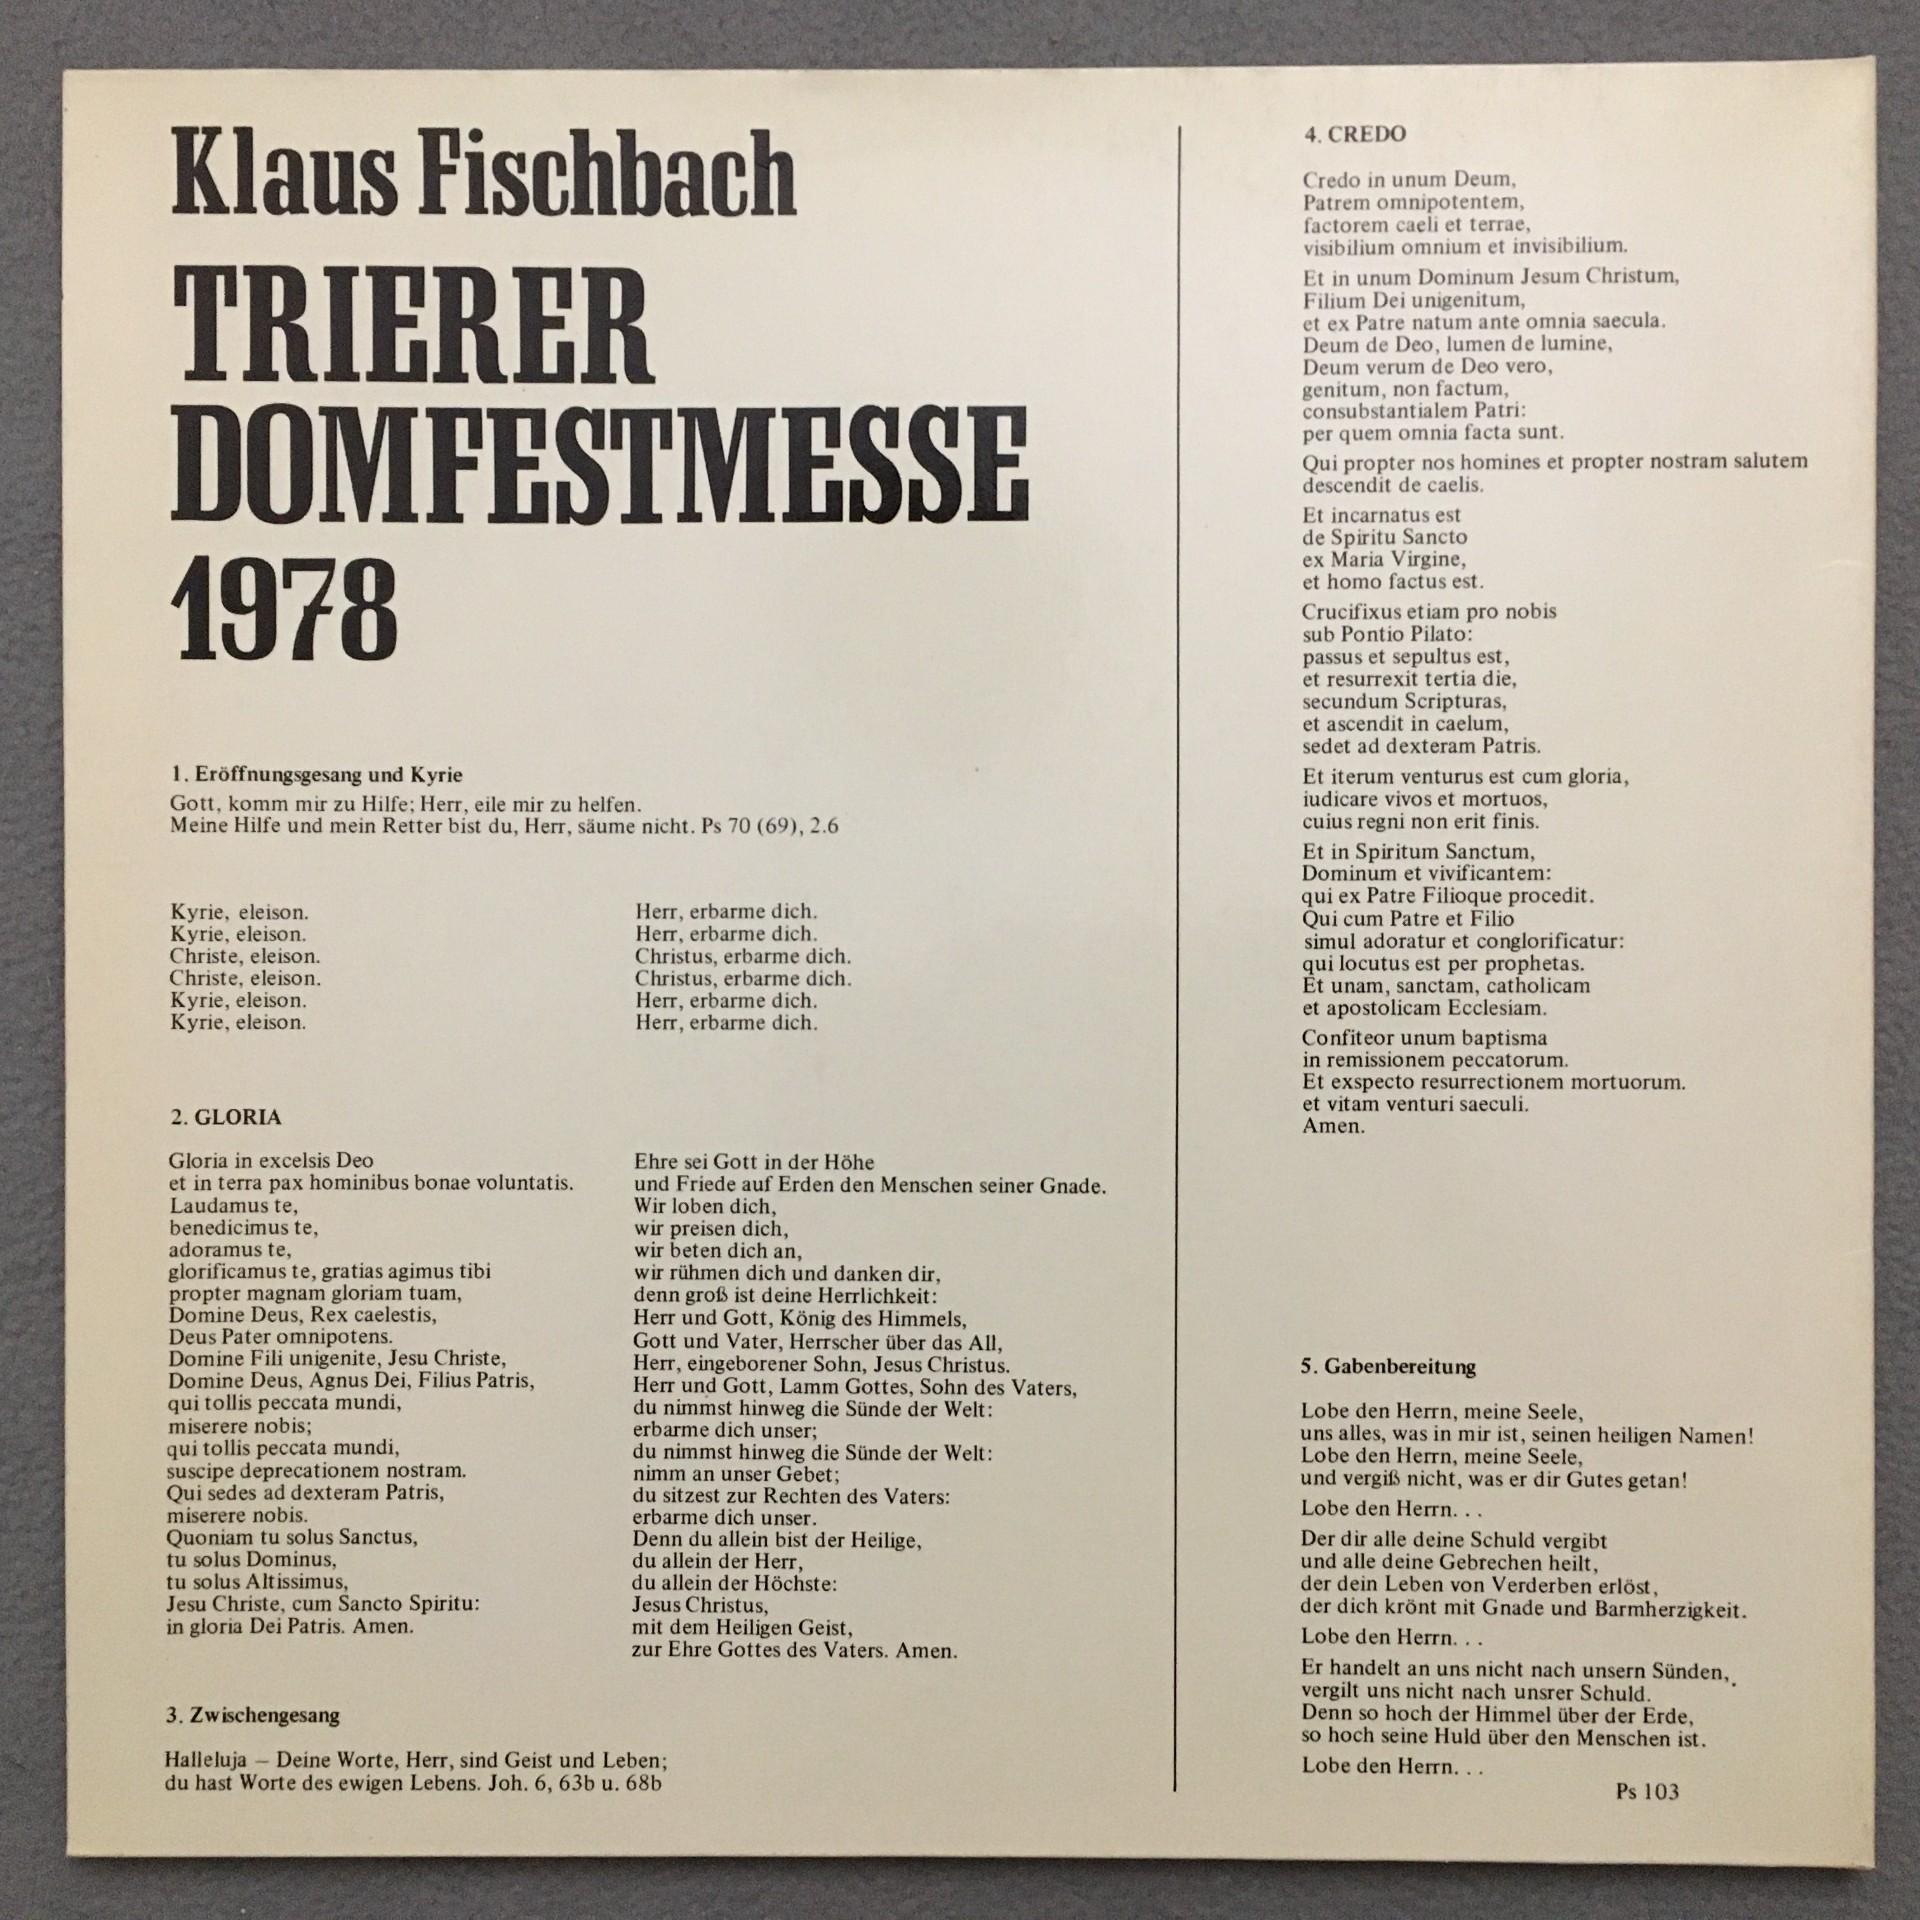 Klaus Fischbach
TRIERER
DOMFESTMESSE
1978
1. Eröffnungsgesang und Kyrie
Gott, komm mir zu Hilfe; Herr, eile mir zu helfen.
Meine Hilfe und mein Retter bist du, Herr, säume nicht. Ps 70 (69), 2.6
Kyrie, eleison.
Kyrie, eleison.
Christe, eleison.
Christe, eleison.
Kyrie, eleison.
Kyrie, eleison.
Herr, erbarme dich.
Herr, erbarme dich.
Christus, erbarme dich.
Christus, erbarme dich.
Herr, erbarme dich.
Herr, erbarme dich.
2. GLORIA
Gloria in excelsis Deo
et in terra pax hominibus bonae voluntatis.
Laudamus te,
benedicimus te,
adoramus te,
glorificamus te, gratias agimus tibi
propter magnam gloriam tuam,
Domine Deus, Rex caelestis,
Deus Pater omnipotens.
Domine Fili unigenite, Jesu Christe,
Domine Deus, Agnus Dei, Filius Patris,
qui tollis peccata mundi,
miserere nobis;
qui tollis peccata mundi,
suscipe deprecationem nostram.
Qui sedes ad dexteram Patris,
miserere nobis.
Quoniam tu solus Sanctus,
tu solus Dominus,
tu solus Altissimus,
Jesu Christe, cum Sancto Spiritu:
in gloria Dei Patris. Amen.
Ehre sei Gott in der Höhe
und Friede auf Erden den Menschen seiner Gnade.
Wir loben dich,
wir preisen dich,
wir beten dich an,
wir rühmen dich und danken dir,
denn groß ist deine Herrlichkeit:
Herr und Gott, König des Himmels,
Gott und Vater, Herrscher über das All,
Herr, eingeborener Sohn, Jesus Christus.
Herr und Gott, Lamm Gottes, Sohn des Vaters,
du nimmst hinweg die Sünde der Welt:
erbarme dich unser;
du nimmst hinweg die Sünde der Welt:
nimm an unser Gebet;
du sitzest zur Rechten des Vaters:
erbarme dich unser.
Denn du allein bist der Heilige,
du allein der Herr,
du allein der Höchste:
Jesus Christus,
mit dem Heiligen Geist,
zur Ehre Gottes des Vaters. Amen.
3. Zwischengesang
Halleluja – Deine Worte, Herr, sind Geist und Leben;
du hast Worte des ewigen Lebens. Joh. 6, 63b u. 68b
4. CREDO
Credo in unum Deum,
Patrem omnipotentem,
factorem caeli et terrae,
visibilium omnium et invisibilium.
Et in unum Dominum Jesum Christum,
Filium Dei unigenitum,
et ex Patre natum ante omnia saecula.
Deum de Deo, lumen de lumine,
Deum verum de Deo vero,
genitum, non factum,
consubstantialem Patri:
per quem omnia facta sunt.
Qui propter nos homines et propter nostram salutem
descendit de caelis.
Et incarnatus est
de Spiritu Sancto
ex Maria Virgine,
et homo factus est.
Crucifixus etiam pro nobis
sub Pontio Pilato:
passus et sepultus est,
et resurrexit tertia die,
secundum Scripturas,
et ascendit in caelum,
sedet ad dexteram Patris.
Et iterum venturus est cum gloria,
iudicare vivos et mortuos,
cuius regni non erit finis.
Et in Spiritum Sanctum,
Dominum et vivificantem:
qui ex Patre Filioque procedit.
Qui cum Patre et Filio
simul adoratur et conglorificatur:
qui locutus est per prophetas.
Et unam, sanctam, catholicam
et apostolicam Ecclesiam.
Confiteor unum baptisma
in remissionem peccatorum.
Et exspecto resurrectionem mortuorum.
et vitam venturi saeculi.
Amen.
5. Gabenbereitung
Lobe den Herrn, meine Seele,
uns alles, was in mir ist, seinen heiligen Namen!
Lobe den Herrn, meine Seele,
und vergiß nicht, was er dir Gutes getan!
Lobe den Herrn. . .
Der dir alle deine Schuld vergibt
und alle deine Gebrechen heilt,
der dein Leben von Verderben erlöst,
der dich krönt mit Gnade und Barmherzigkeit.
Lobe den Herrn. . .
Er handelt an uns nicht nach unsern Sünden,
vergilt uns nicht nach unsrer Schuld.
Denn so hoch der Himmel über der Erde,
so hoch seine Huld über den Menschen ist.
Lobe den Herrn. . .
Ps 103